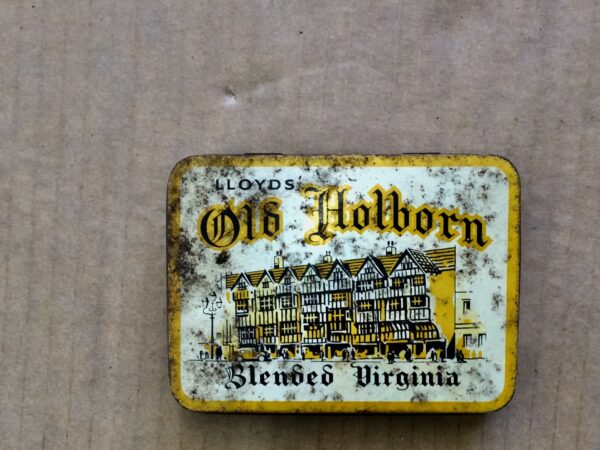 LLOYDS'
Old Holborn
Blended Virginia